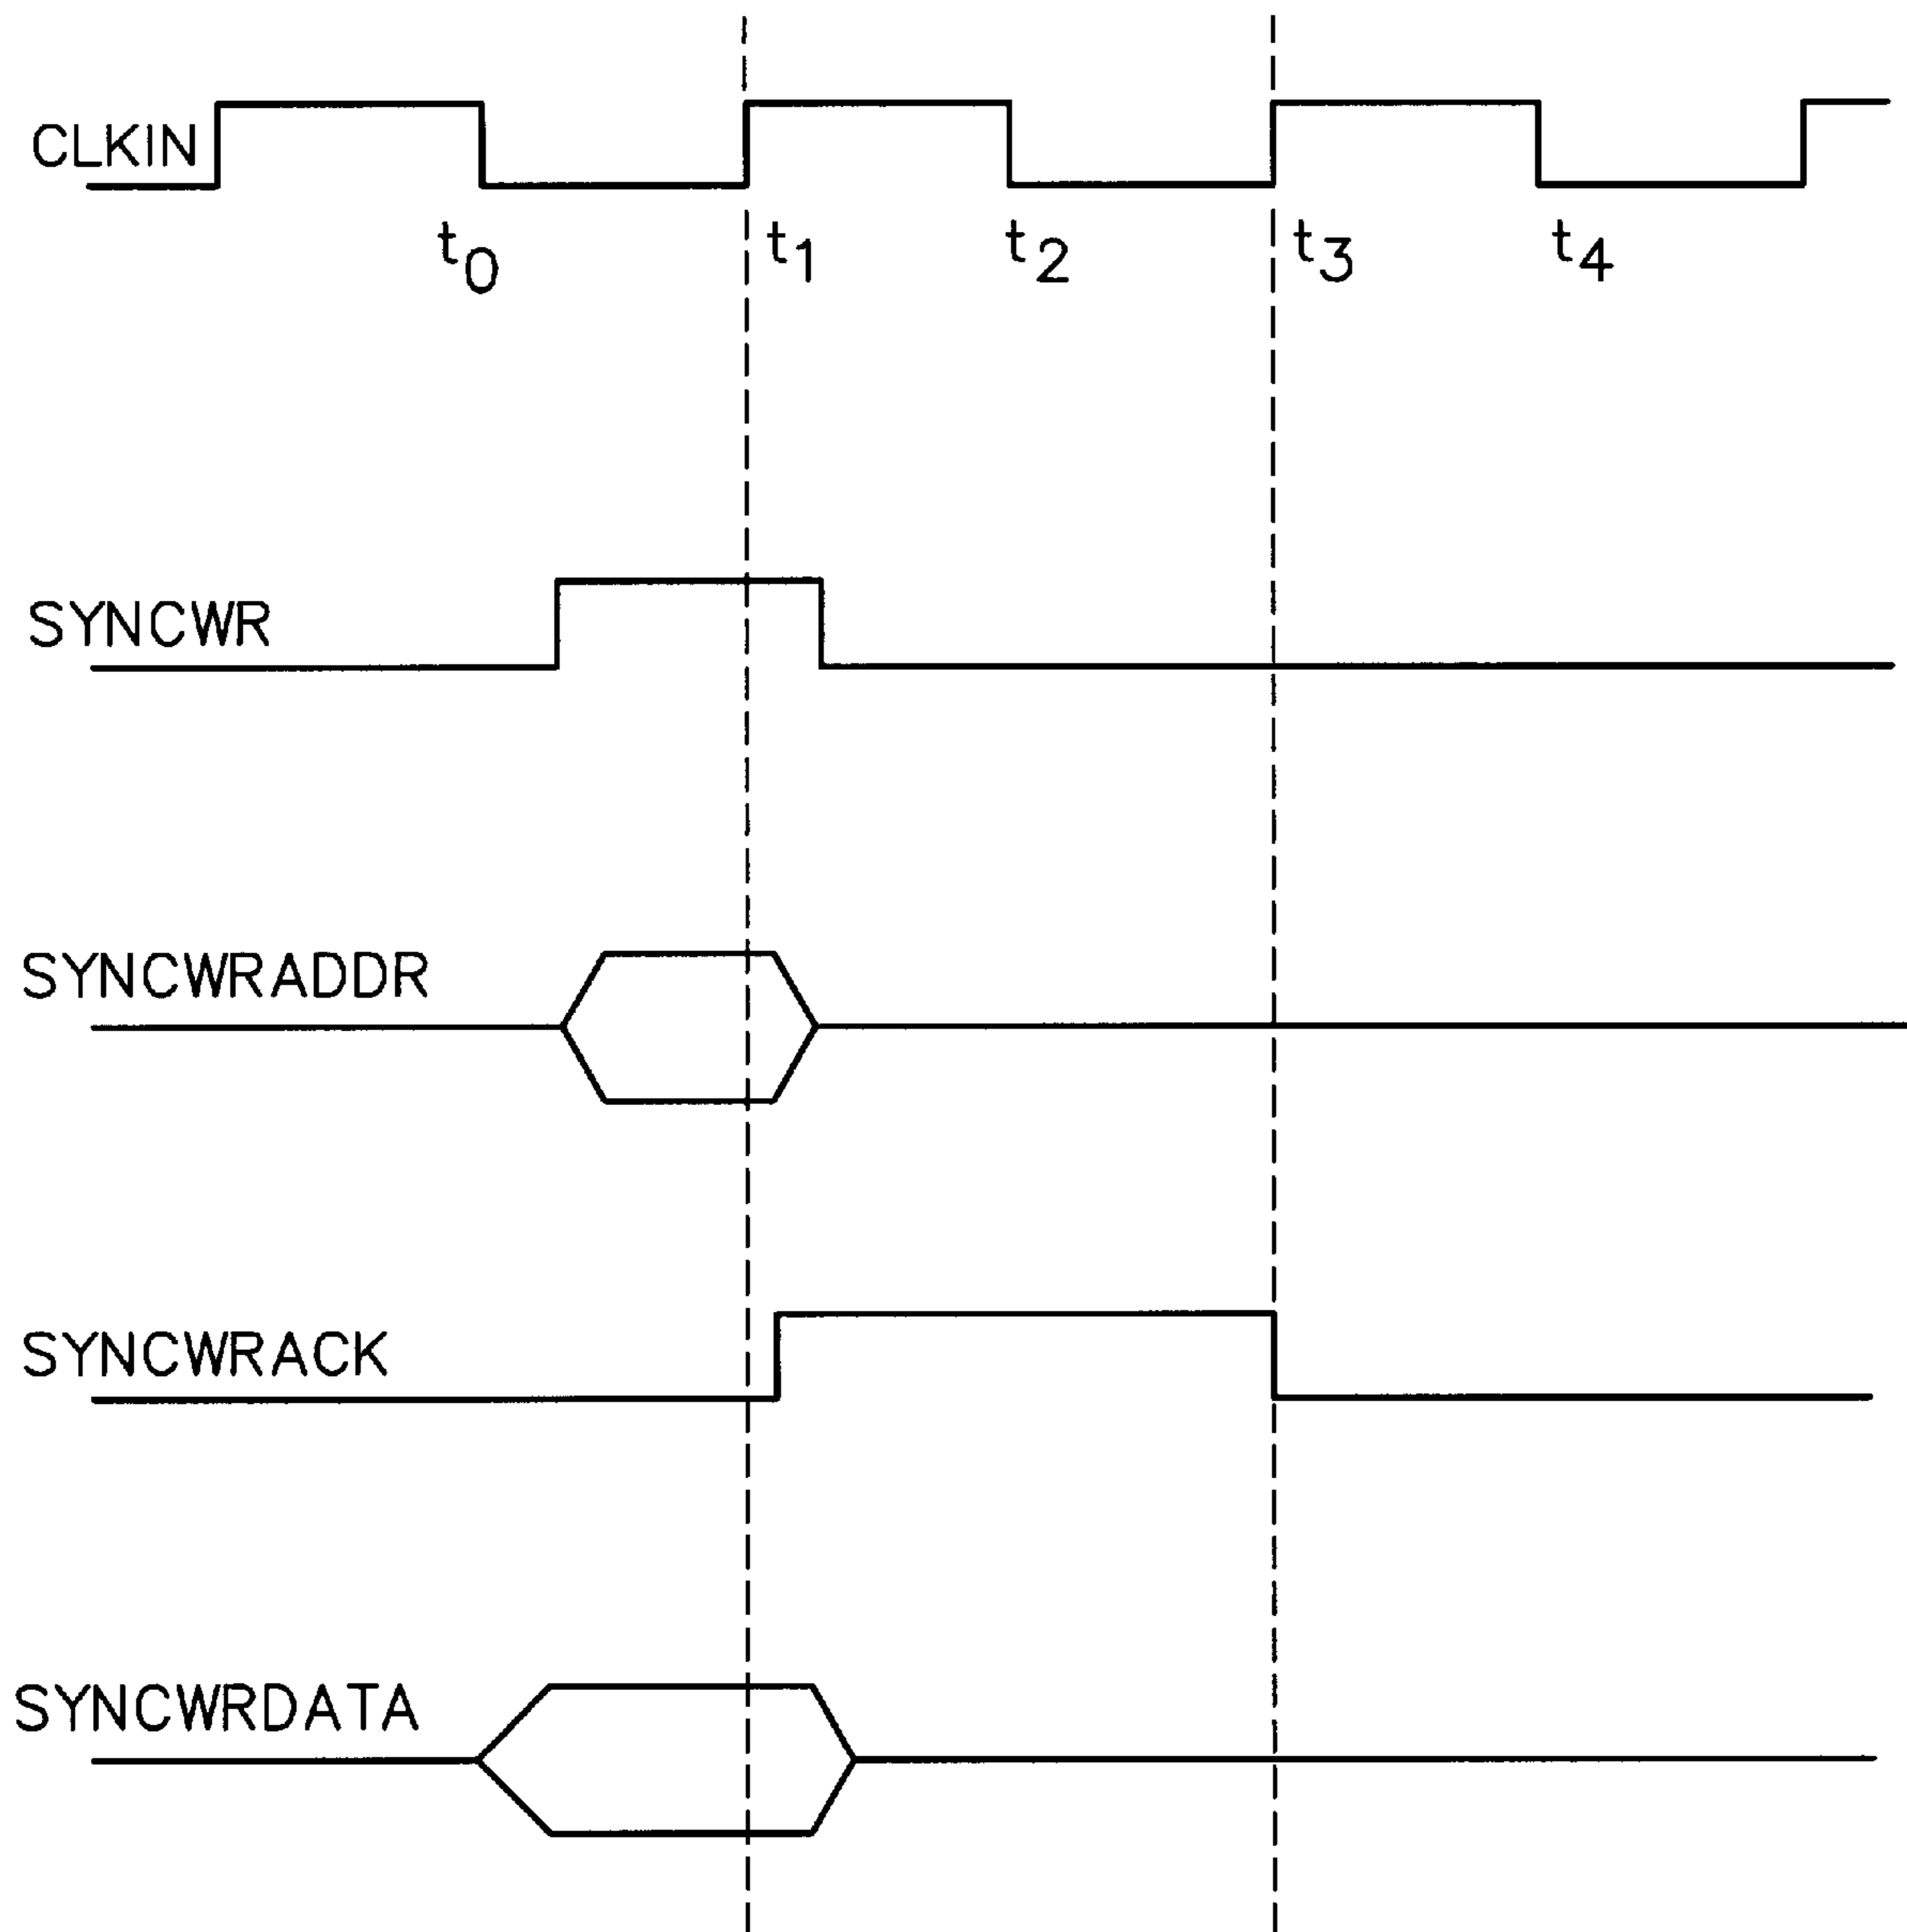 CLKIN
t0 t1 t2 t3 t4
SYNCWR
SYNCWRADDR
SYNCWRACK
SYNCWRDATA